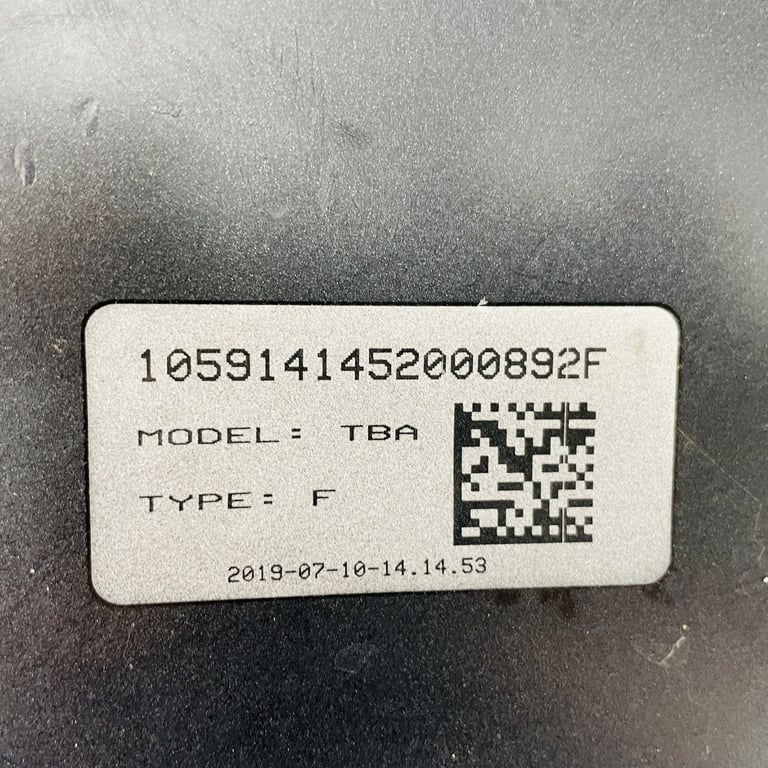 1059141452000892F
MODEL: TBA
TYPE: F
2019-07-10-14.14.53